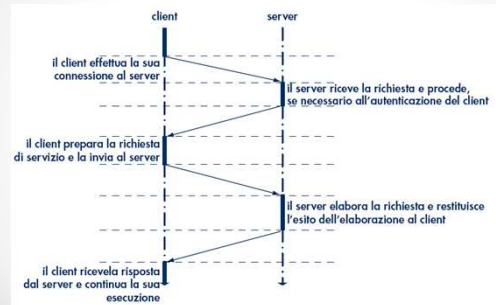 client
server
il client effettua la sua
connessione al server
il server riceve la richiesta e procede,
se necessario all'autenticazione del client
il client prepara la richiesta
di servizio e la invia al server
il server elabora la richiesta e restituisce
l'esito dell'elaborazione al client
il client ricevela risposta
dal server e continua la sua
esecuzione